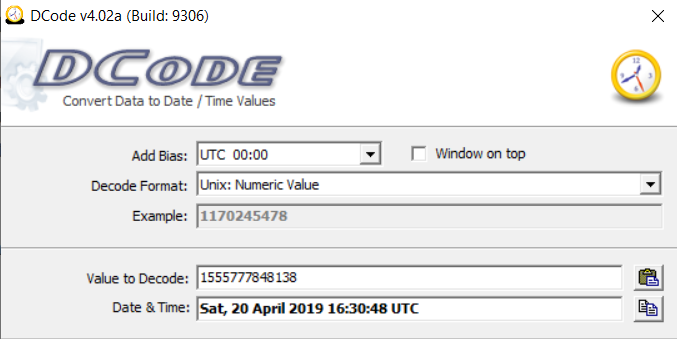 DCode v4.02a (Build: 9306)
DCODE
Convert Data to Date / Time Values
Add Bias: UTC 00:00 Window on top
Decode Format: Unix: Numeric Value
Example: 1170245478
Value to Decode: 1555777848138
Date & Time: Sat, 20 April 2019 16:30:48 UTC